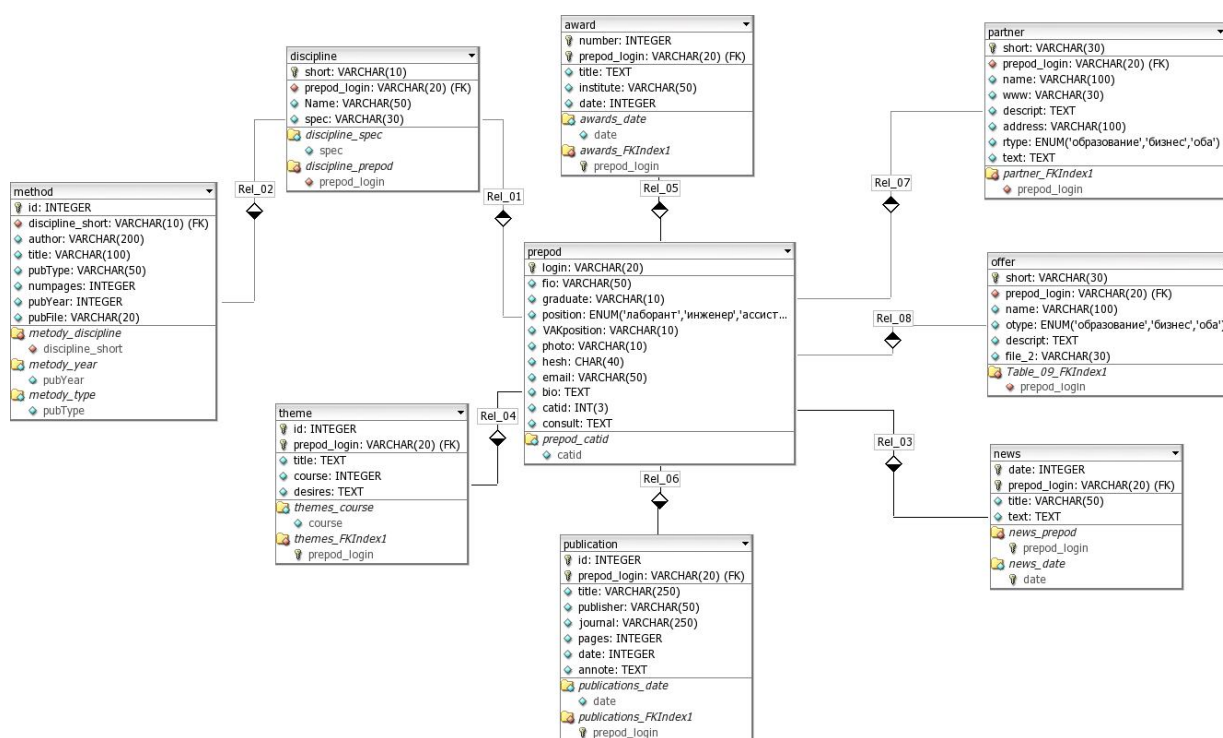 award
number: INTEGER
prepod_login: VARCHAR(20) (FK)
title: TEXT
institute: VARCHAR(50)
date: INTEGER
awards_date
date
awards_FKIndex1
prepod_login
partner
short: VARCHAR(30)
prepod_login: VARCHAR(20) (FK)
name: VARCHAR(100)
www: VARCHAR(30)
descript: TEXT
address: VARCHAR(100)
rtype: ENUM('образование','бизнес','оба')
text: TEXT
partner_FKIndex1
prepod_login
discipline
short: VARCHAR(10)
prepod_login: VARCHAR(20) (FK)
Name: VARCHAR(50)
spec: VARCHAR(30)
discipline_spec
spec
discipline_prepod
prepod_login
Rel_02
Rel_01
Rel_05
Rel_07
method
id: INTEGER
discipline_short: VARCHAR(10) (FK)
author: VARCHAR(200)
title: VARCHAR(100)
pubType: VARCHAR(50)
numpages: INTEGER
pubYear: INTEGER
pubFile: VARCHAR(20)
metody_discipline
discipline_short
metody_year
pubYear
metody_type
pubType
prepod
login: VARCHAR(20)
fio: VARCHAR(50)
graduate: VARCHAR(10)
position: ENUM('лаборант','инженер','ассист...
VAKposition: VARCHAR(10)
photo: VARCHAR(10)
hesh: CHAR(40)
email: VARCHAR(50)
bio: TEXT
catid: INT(3)
consult: TEXT
prepod_catid
catid
offer
short: VARCHAR(30)
prepod_login: VARCHAR(20) (FK)
name: VARCHAR(100)
otype: ENUM('образование','бизнес','оба')
descript: TEXT
file_2: VARCHAR(30)
Table_09_FKIndex1
prepod_login
Rel_08
Rel_04
Rel_03
Rel_06
theme
id: INTEGER
prepod_login: VARCHAR(20) (FK)
title: TEXT
course: INTEGER
desires: TEXT
themes_course
course
themes_FKIndex1
prepod_login
news
date: INTEGER
prepod_login: VARCHAR(20) (FK)
title: VARCHAR(50)
text: TEXT
news_prepod
prepod_login
news_date
date
publication
id: INTEGER
prepod_login: VARCHAR(20) (FK)
title: VARCHAR(250)
publisher: VARCHAR(50)
journal: VARCHAR(250)
pages: INTEGER
date: INTEGER
annote: TEXT
publications_date
date
publications_FKIndex1
prepod_login